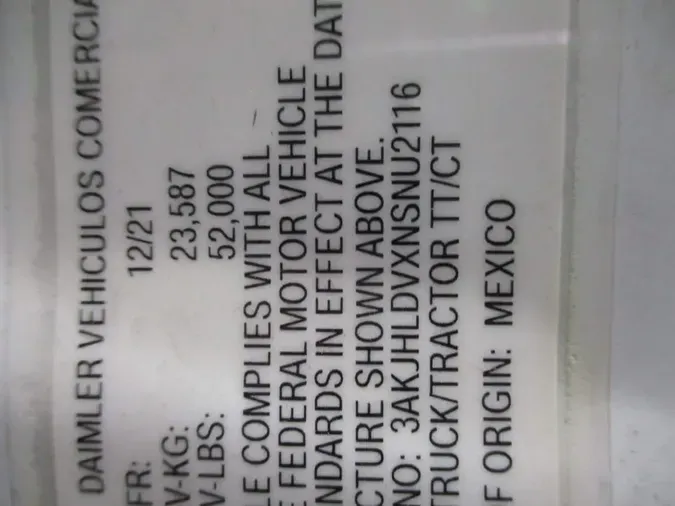 DAIMLER VEHICULOS COMERCIA
FR: 12/21
V-KG: 23,587
V-LBS: 52,000
LE COMPLIES WITH ALL
E FEDERAL MOTOR VEHICLE
NDARDS IN EFFECT AT THE DAT
CTURE SHOWN ABOVE.
NO: 3AKJHLDVXNSNU2116
TRUCK/TRACTOR TT/CT
F ORIGIN: MEXICO